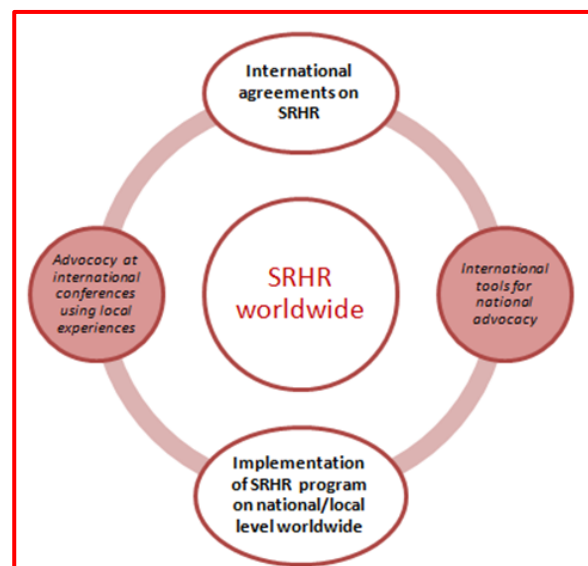 International
agreements on
SRHR
Advocacy at
international
conferences
using local
experiences
SRHR
worldwide
International
tools for
national
advocacy
Implementation
of SRHR program
on national/local
level worldwide